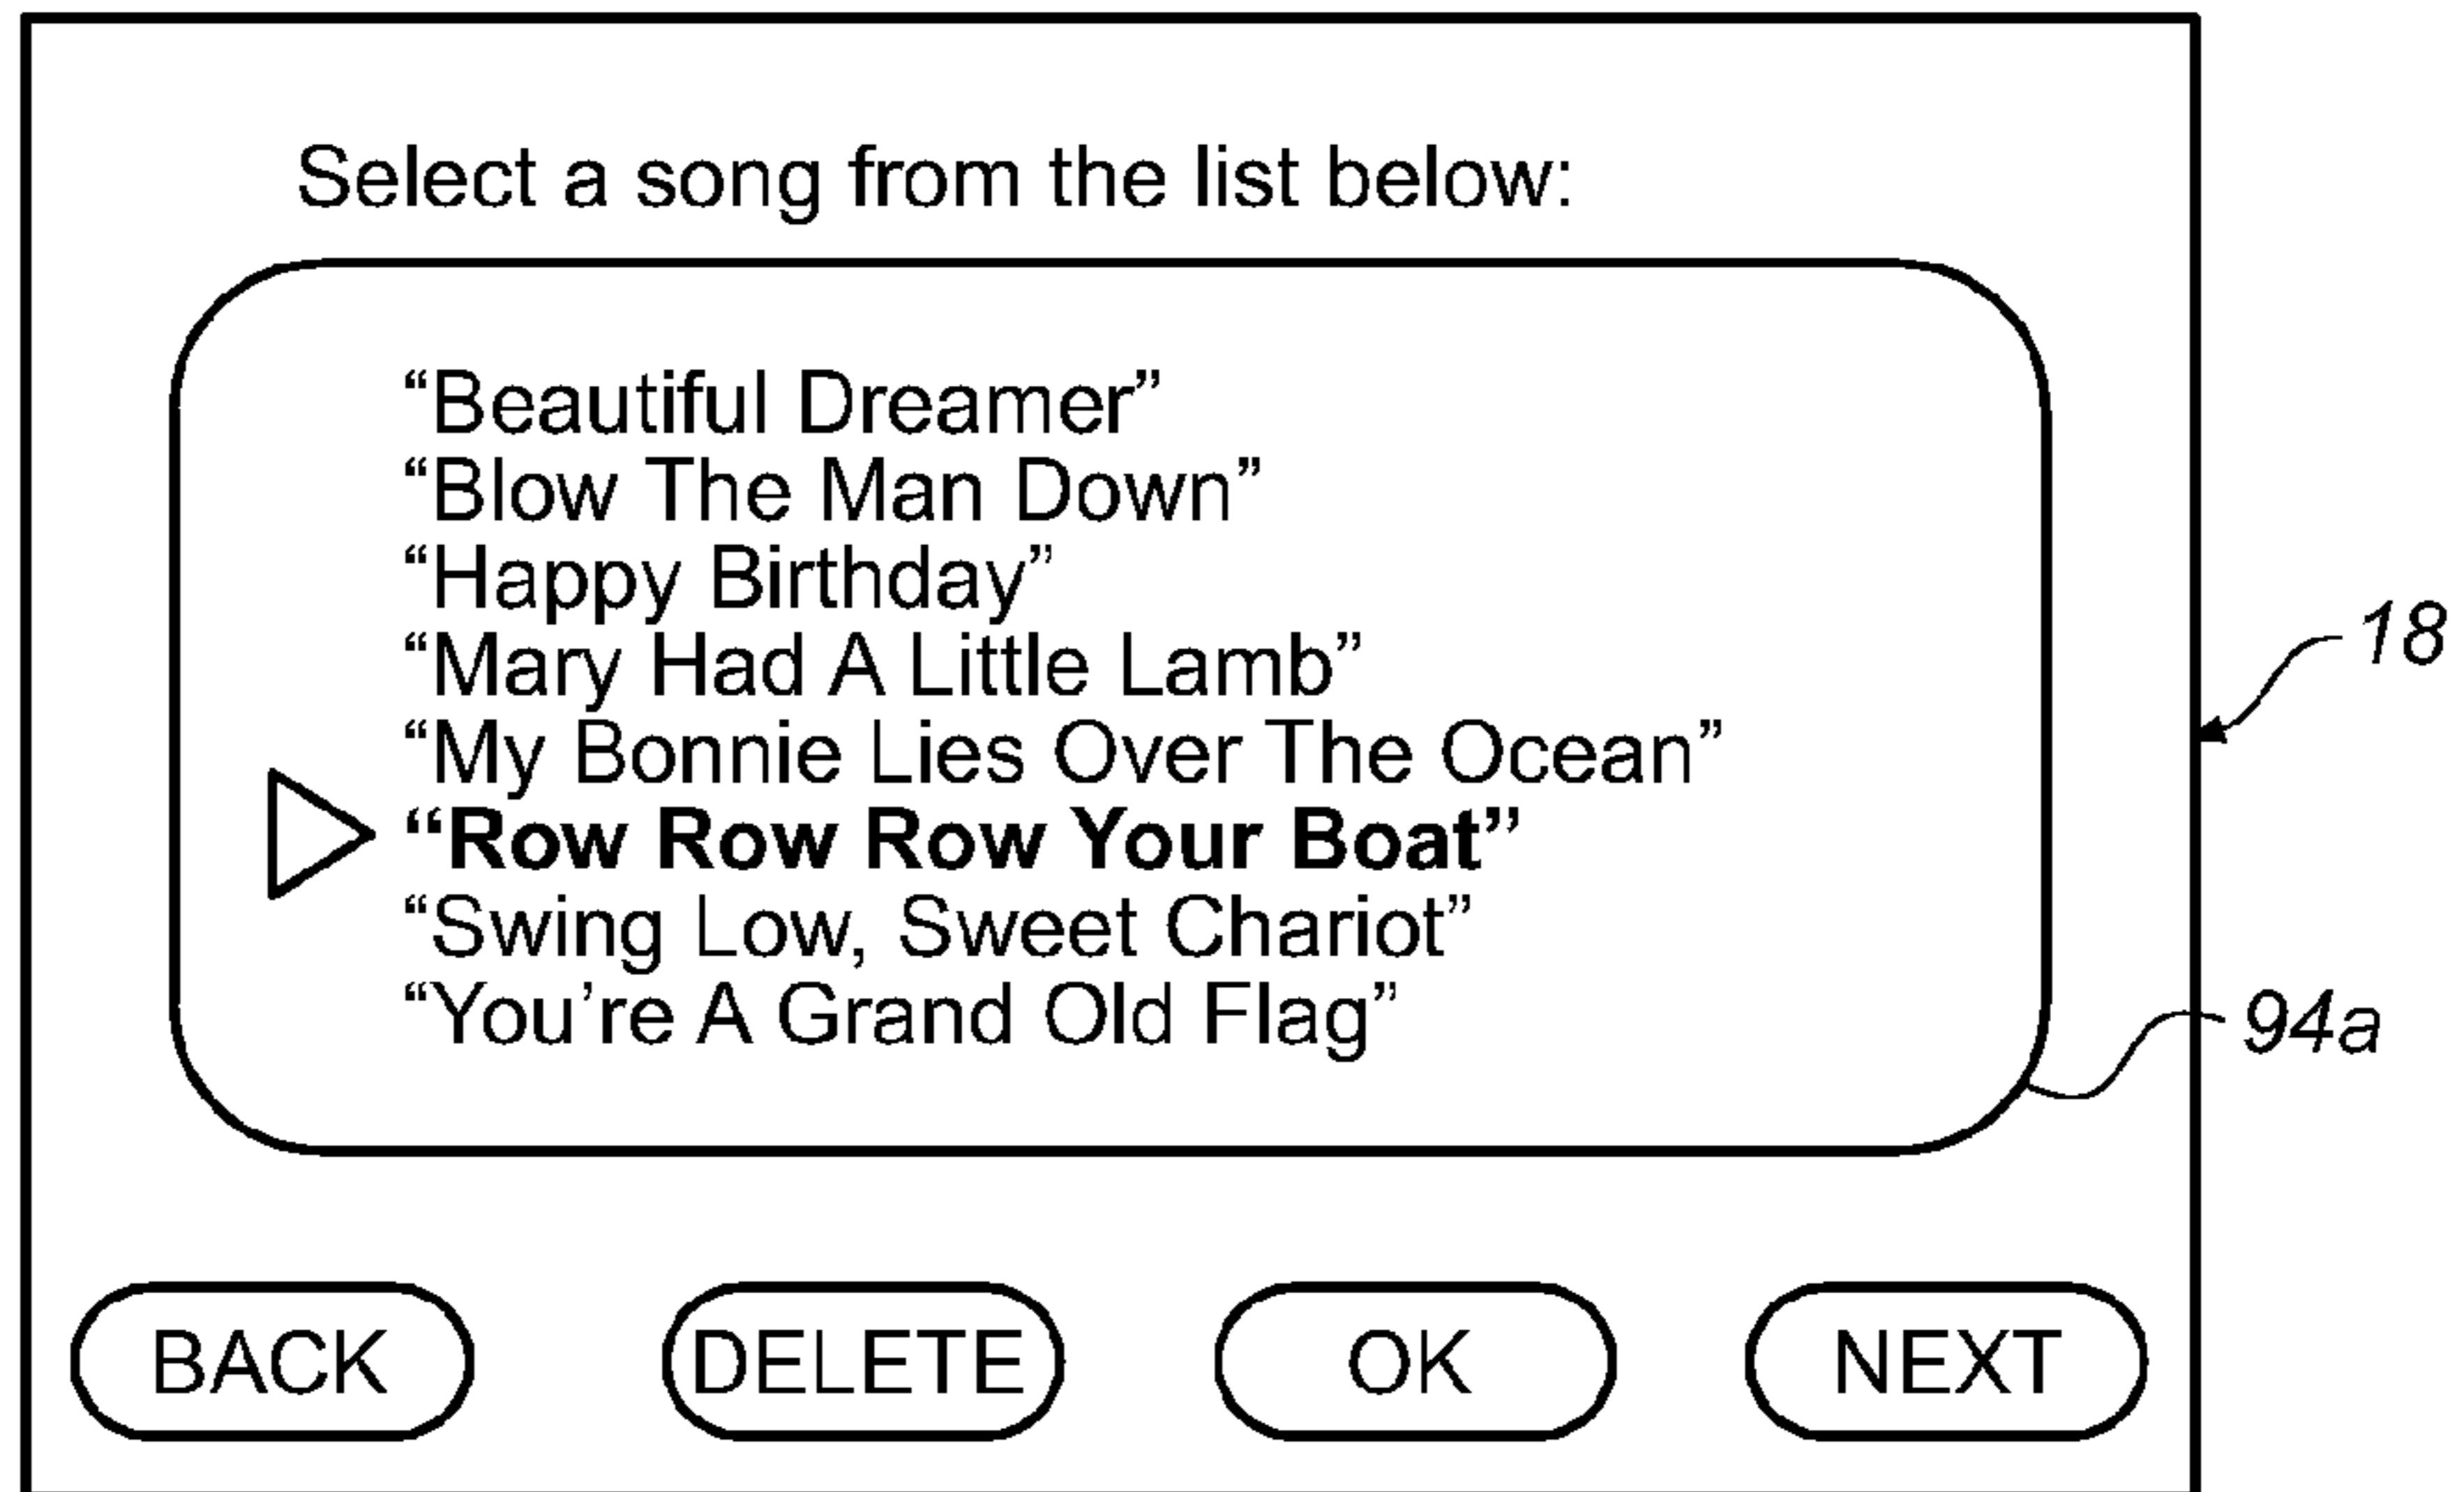 Select a song from the list below:
“Beautiful Dreamer”
“Blow The Man Down”
“Happy Birthday”
“Mary Had A Little Lamb”
“My Bonnie Lies Over The Ocean”
“Row Row Row Your Boat”
“Swing Low, Sweet Chariot”
“You’re A Grand Old Flag”
18
94a
BACK DELETE OK NEXT